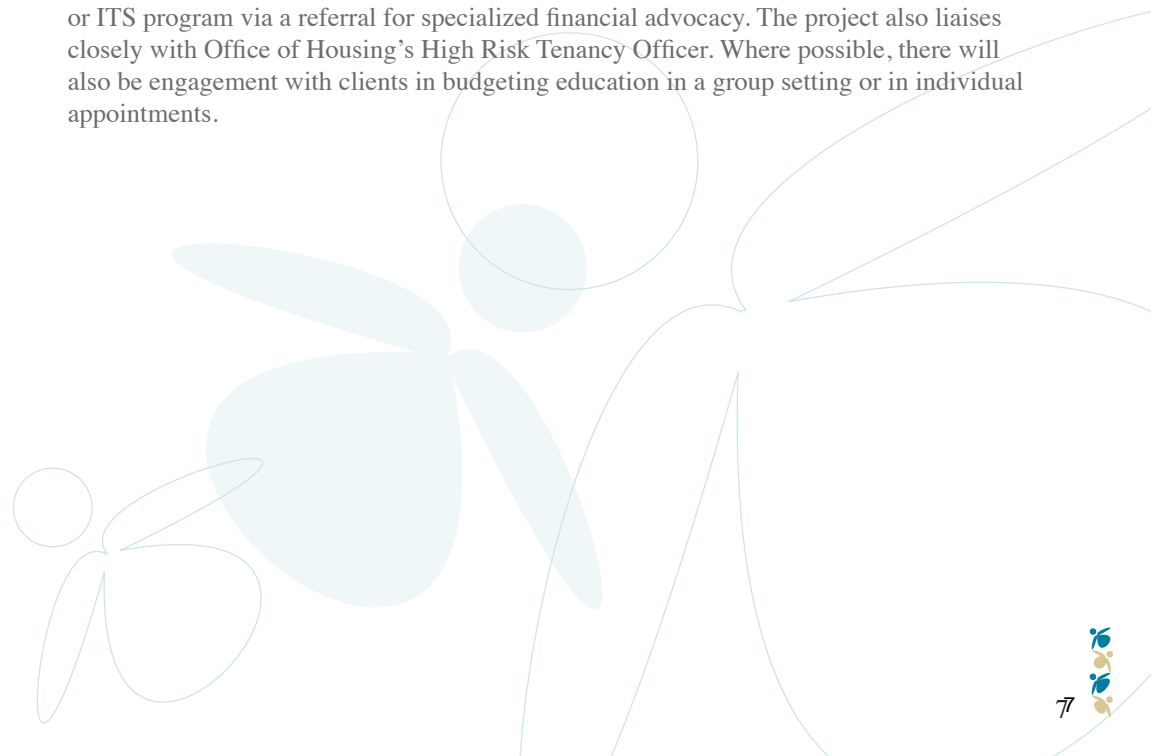 or ITS program via a referral for specialized financial advocacy. The project also liaises
closely with Office of Housing’s High Risk Tenancy Officer. Where possible, there will
also be engagement with clients in budgeting education in a group setting or in individual
appointments.
77